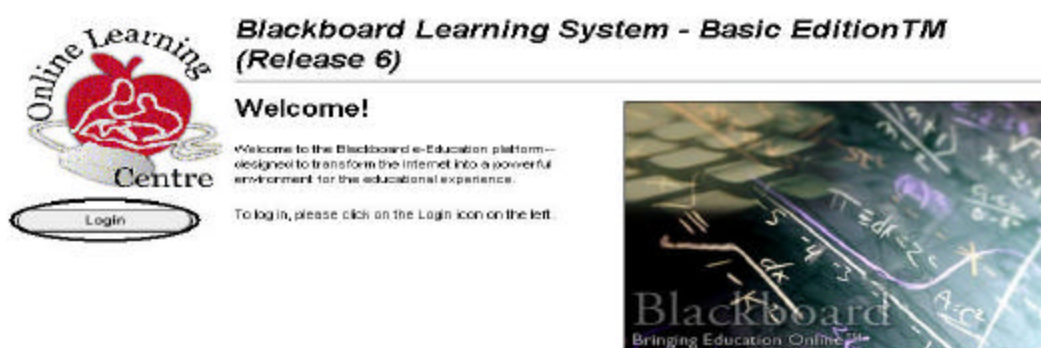 Online Learning
Centre
Login
Blackboard Learning System - Basic EditionTM
(Release 6)
Welcome!
Welcome to the Blackboard e-Education platform--
designed to transform the Internet into a powerful
environment for the educational experience.
To log in, please click on the Login icon on the left.
Blackboard
Bringing Education Online™